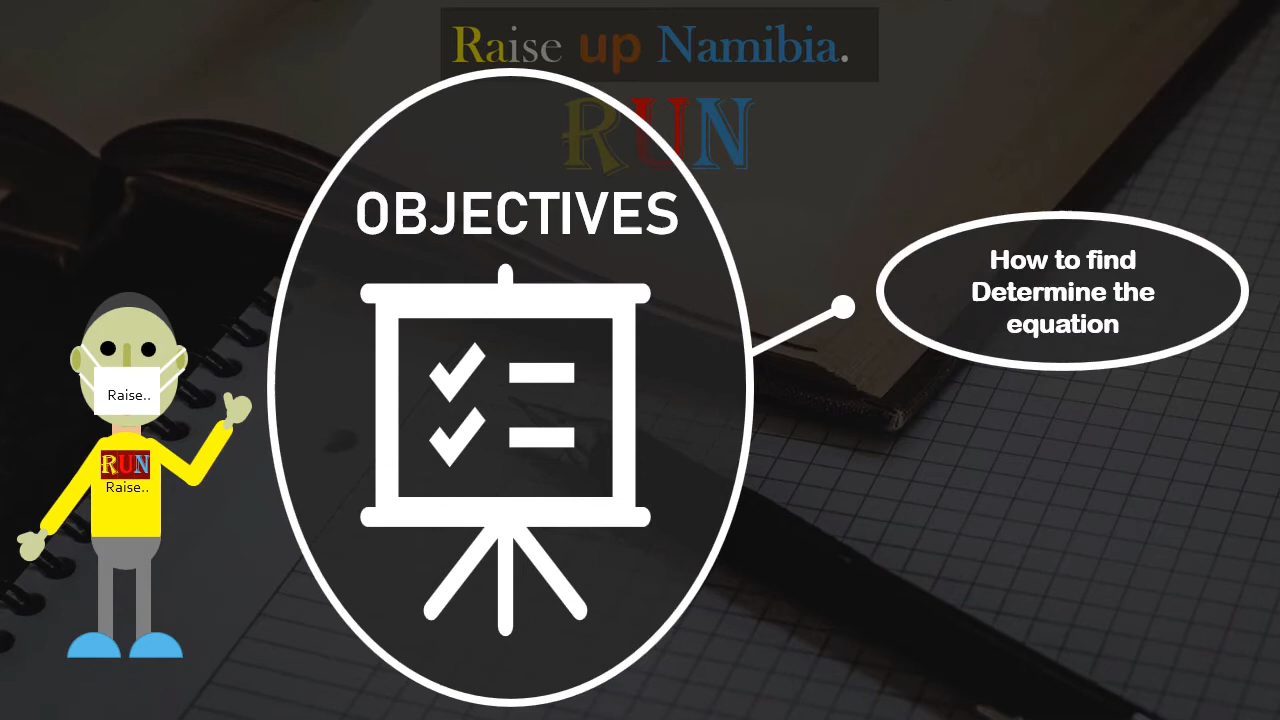 Raise up Namibia.
RUN
OBJECTIVES
How to find
Determine the
equation
Raise..
RUN
Raise..